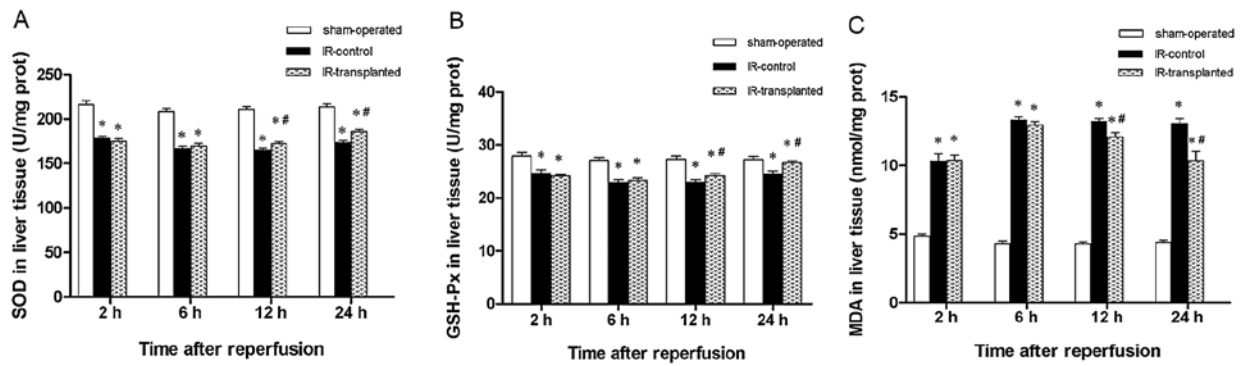 A
sham-operated
IR-control
IR-transplanted
SOD in liver tissue (U/mg prot)
250
200
150
100
50
0
* *
* *
* * #
* * #
2 h 6 h 12 h 24 h
Time after reperfusion
B
sham-operated
IR-control
IR-transplanted
GSH-Px in liver tissue (U/mg prot)
40
30
20
10
0
* *
* *
* * #
* * #
2 h 6 h 12 h 24 h
Time after reperfusion
C
sham-operated
IR-control
IR-transplanted
MDA in liver tissue (nmol/mg prot)
15
10
5
0
* *
* *
* * #
* * #
2 h 6 h 12 h 24 h
Time after reperfusion